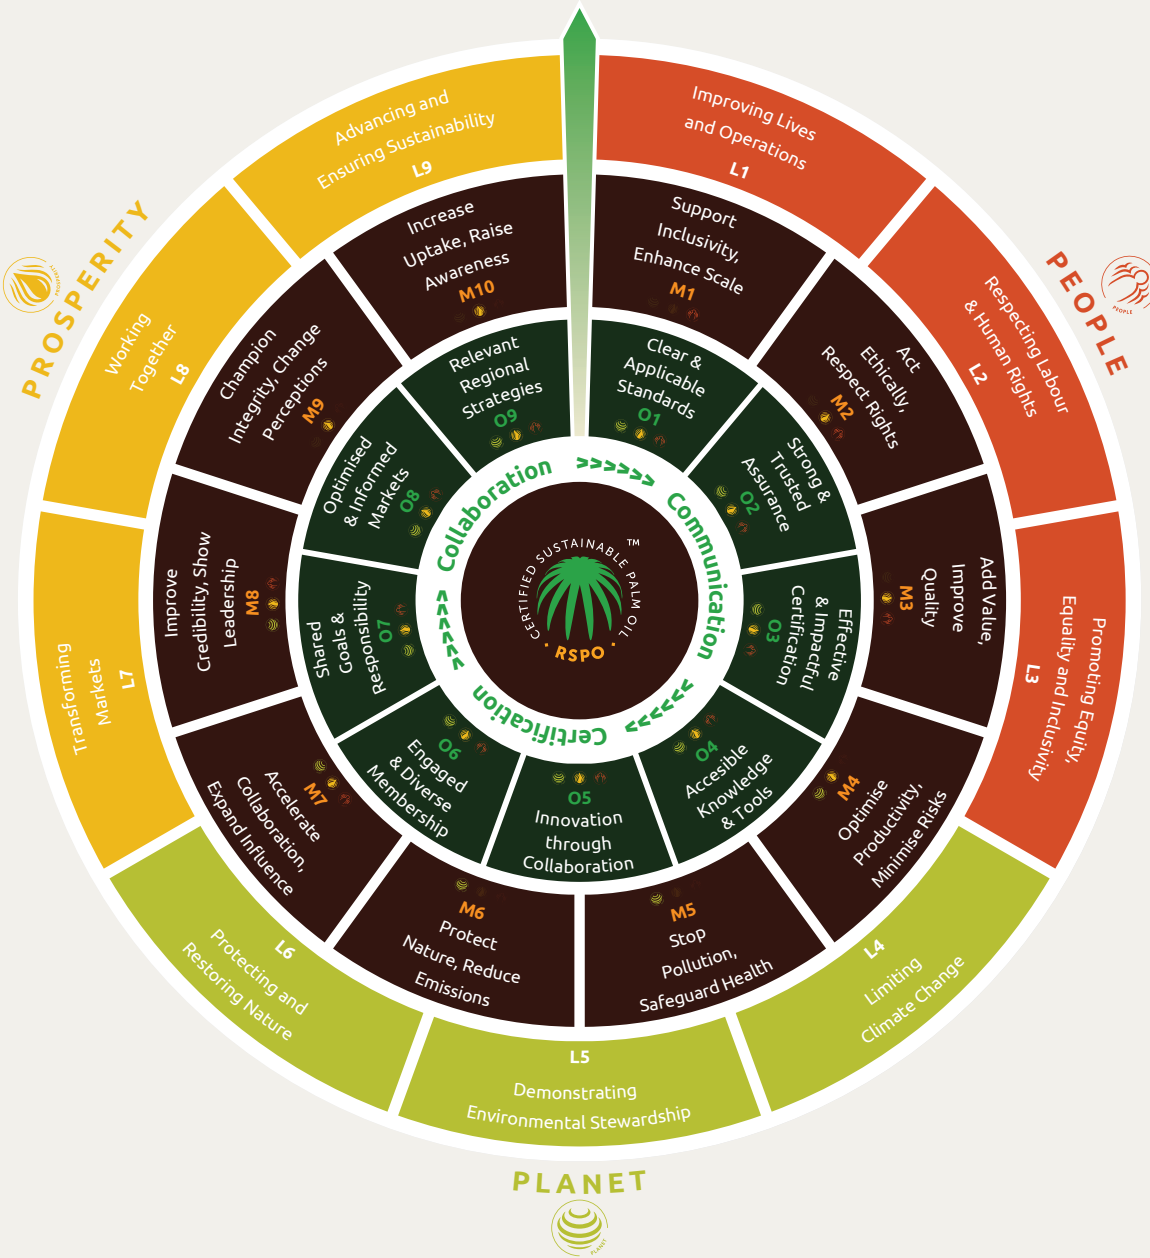 PROSPERITY
PEOPLE
PLANET
PROSPERITY
PEOPLE
PLANET
Improving Lives
and Operations
L1
Respecting Labour
& Human Rights
L2
Promoting Equity,
Equality and Inclusivity
L3
L4
Limiting
Climate Change
L5
Demonstrating
Environmental Stewardship
L6
Protecting and
Restoring Nature
Transforming
Markets
L7
Working
Together
L8
Advancing and
Ensuring Sustainability
L9
Support
Inclusivity,
Enhance Scale
M1
Act
Ethically,
Respect Rights
M2
Add Value,
Improve
Quality
M3
M4
Optimise
Productivity,
Minimise Risks
M5
Stop
Pollution,
Safeguard Health
M6
Protect
Nature, Reduce
Emissions
M7
Accelerate
Collaboration,
Expand Influence
Improve
Credibility, Show
Leadership
M8
Champion
Integrity, Change
Perceptions
M9
Increase
Uptake, Raise
Awareness
M10
Clear &
Applicable
Standards
O1
Strong &
Trusted
Assurance
O2
Effective
& Impactful
Certification
O3
O4
Accesible
Knowledge
& Tools
O5
Innovation
through
Collaboration
O6
Engaged
& Diverse
Membership
Shared
Goals &
Responsibility
O7
Optimised
& Informed
Markets
O8
Relevant
Regional
Strategies
O9
Collaboration >>>>>>
Communication >>>>>
Certification >>>>>>
CERTIFIED SUSTAINABLE PALM OIL ™
· RSPO ·